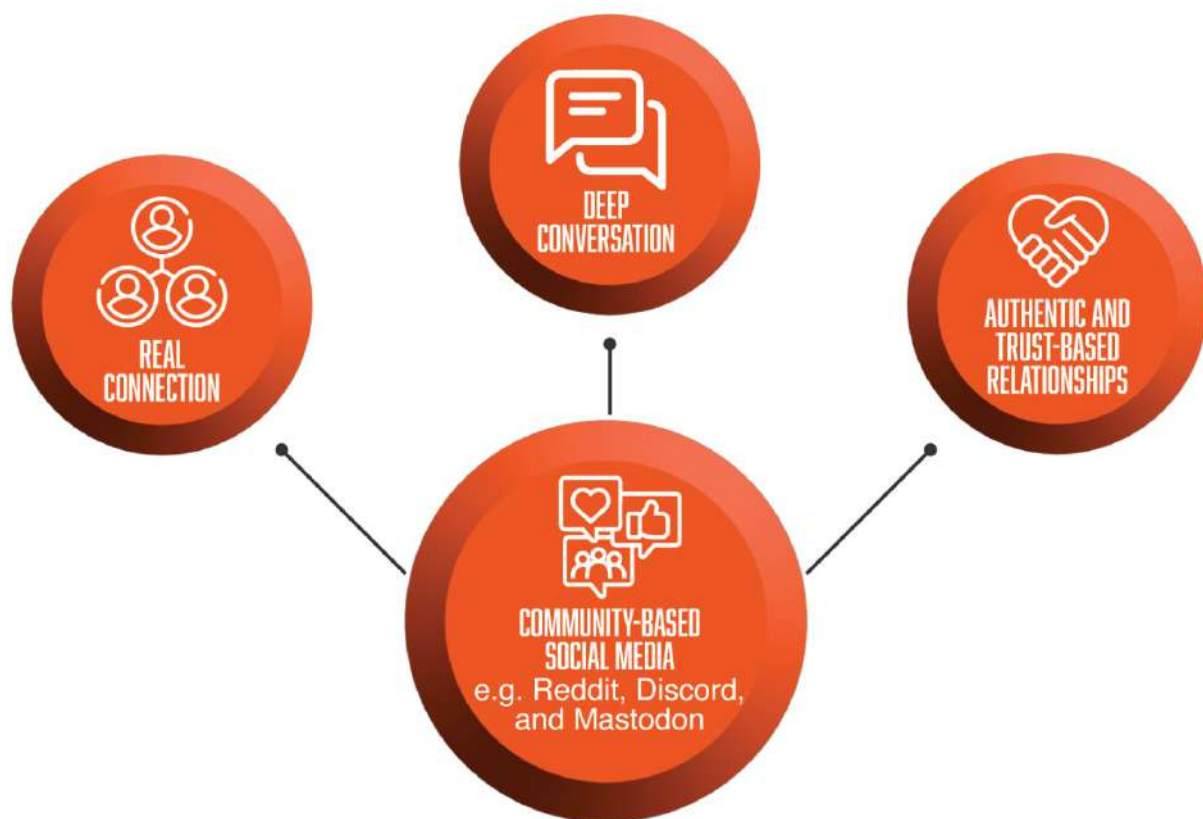 DEEP
CONVERSATION
REAL
CONNECTION
AUTHENTIC AND
TRUST-BASED
RELATIONSHIPS
COMMUNITY-BASED
SOCIAL MEDIA
e.g. Reddit, Discord,
and Mastodon